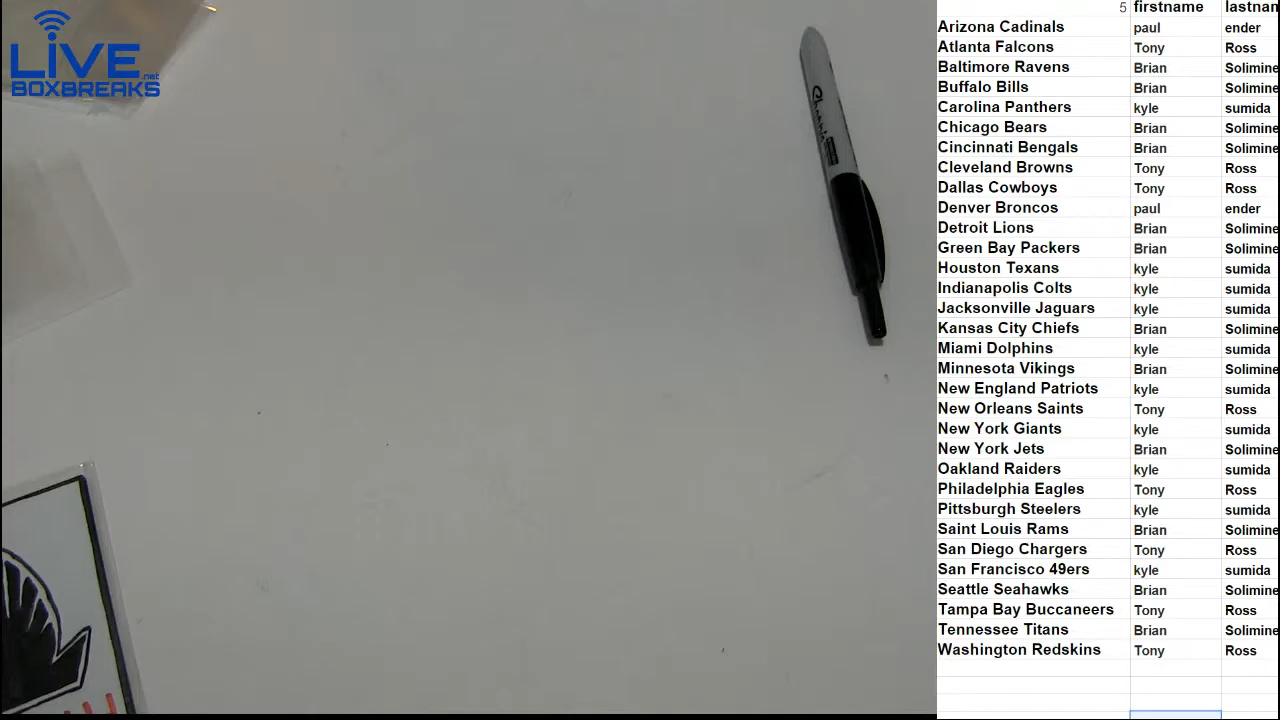 LIVE
.net
BOXBREAKS
Sharpie
5 firstname lastnan
Arizona Cadinals paul ender
Atlanta Falcons Tony Ross
Baltimore Ravens Brian Solimine
Buffalo Bills Brian Solimine
Carolina Panthers kyle sumida
Chicago Bears Brian Solimine
Cincinnati Bengals Brian Solimine
Cleveland Browns Tony Ross
Dallas Cowboys Tony Ross
Denver Broncos paul ender
Detroit Lions Brian Solimine
Green Bay Packers Brian Solimine
Houston Texans kyle sumida
Indianapolis Colts kyle sumida
Jacksonville Jaguars kyle sumida
Kansas City Chiefs Brian Solimine
Miami Dolphins kyle sumida
Minnesota Vikings Brian Solimine
New England Patriots kyle sumida
New Orleans Saints Tony Ross
New York Giants kyle sumida
New York Jets Brian Solimine
Oakland Raiders kyle sumida
Philadelphia Eagles Tony Ross
Pittsburgh Steelers kyle sumida
Saint Louis Rams Brian Solimine
San Diego Chargers Tony Ross
San Francisco 49ers kyle sumida
Seattle Seahawks Brian Solimine
Tampa Bay Buccaneers Tony Ross
Tennessee Titans Brian Solimine
Washington Redskins Tony Ross